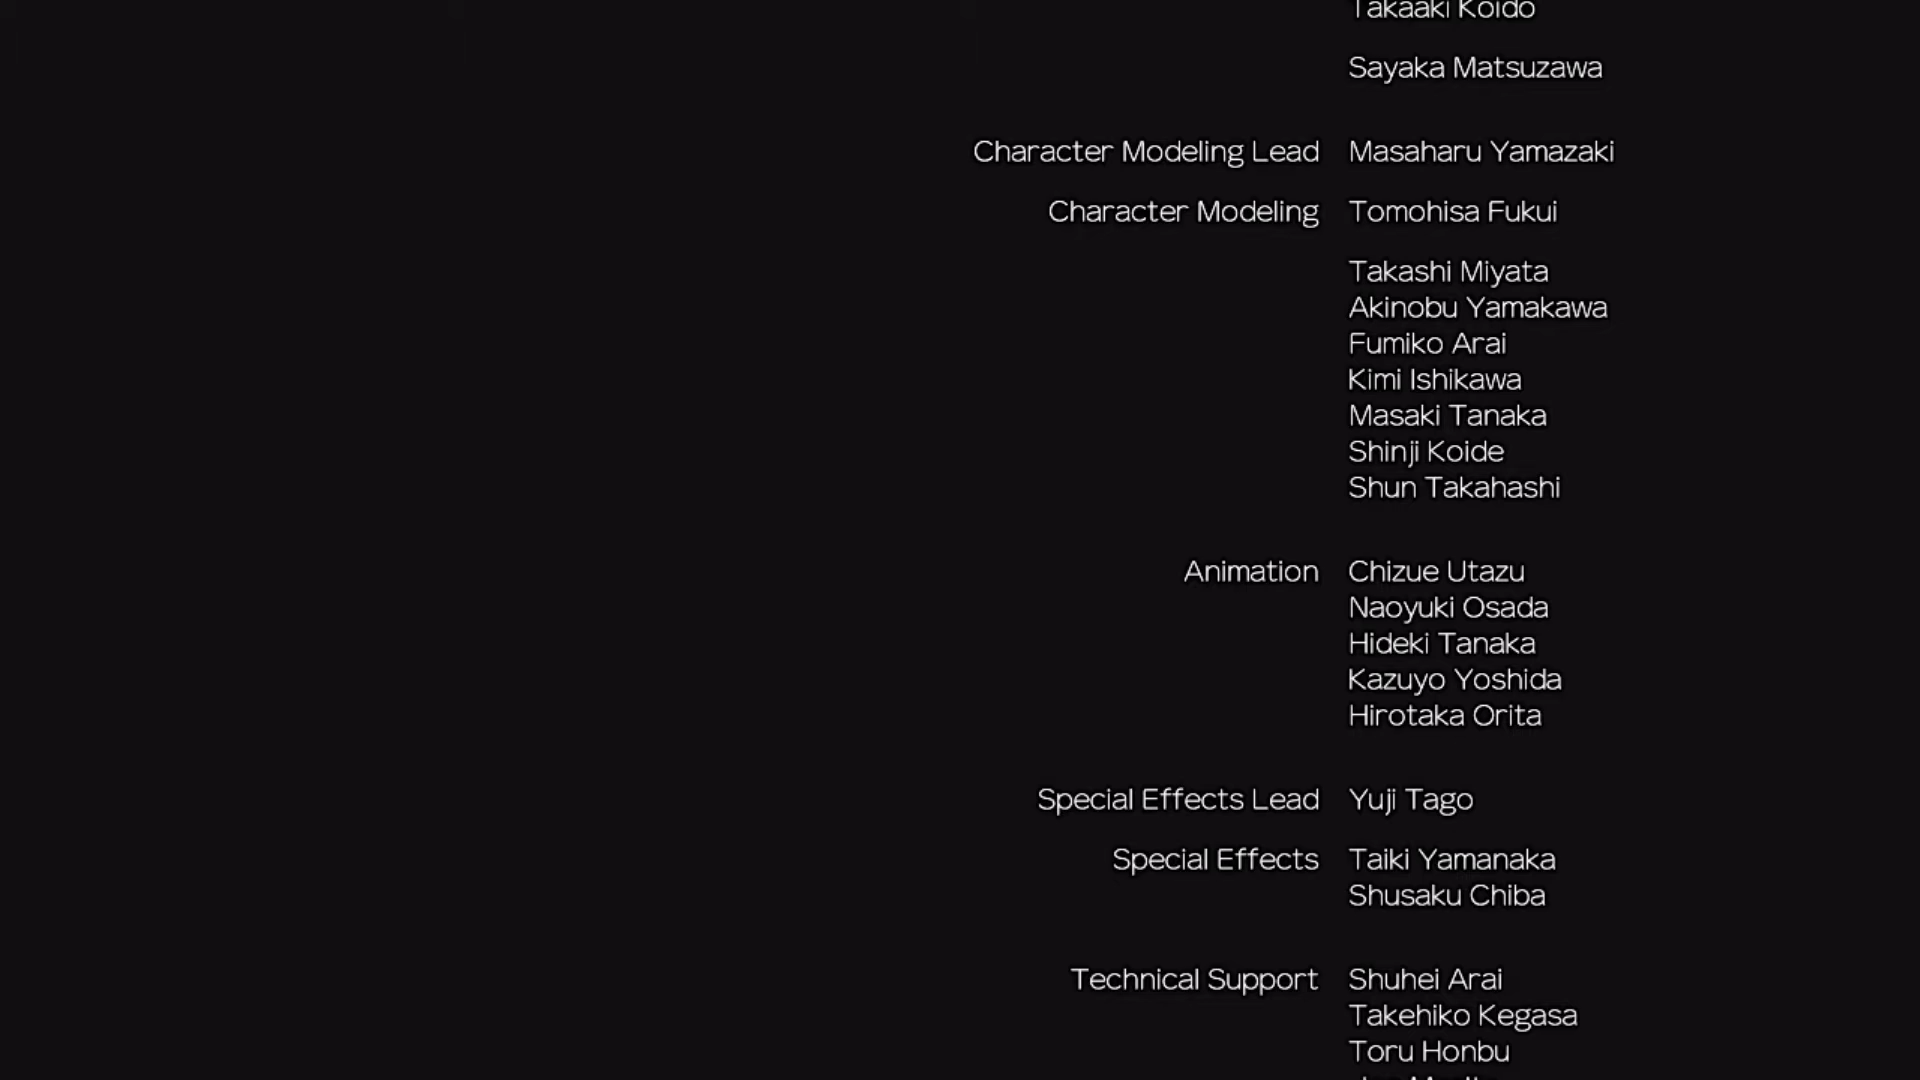 Takaaki Koido
Sayaka Matsuzawa
Character Modeling Lead Masaharu Yamazaki
Character Modeling Tomohisa Fukui
Takashi Miyata
Akinobu Yamakawa
Fumiko Arai
Kimi Ishikawa
Masaki Tanaka
Shinji Koide
Shun Takahashi
Animation Chizue Utazu
Naoyuki Osada
Hideki Tanaka
Kazuyo Yoshida
Hirotaka Orita
Special Effects Lead Yuji Tago
Special Effects Taiki Yamanaka
Shusaku Chiba
Technical Support Shuhei Arai
Takehiko Kegasa
Toru Honbu